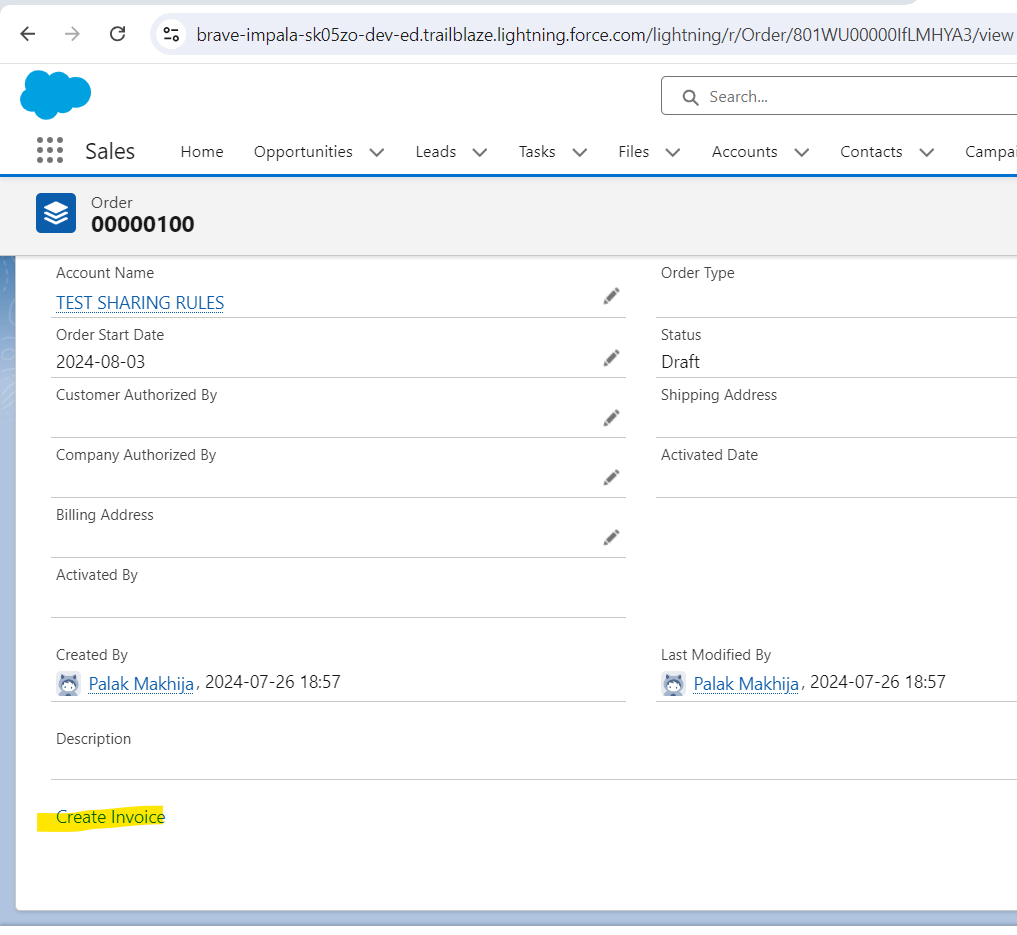 brave-impala-sk05zo-dev-ed.trailblaze.lightning.force.com/lightning/r/Order/801WU00000IfLMHYA3/view
Search...
Sales Home Opportunities Leads Tasks Files Accounts Contacts Campai
Order
00000100
Account Name Order Type
TEST SHARING RULES
Order Start Date Status
2024-08-03 Draft
Customer Authorized By Shipping Address
Company Authorized By Activated Date
Billing Address
Activated By
Created By Last Modified By
Palak Makhija, 2024-07-26 18:57 Palak Makhija, 2024-07-26 18:57
Description
Create Invoice